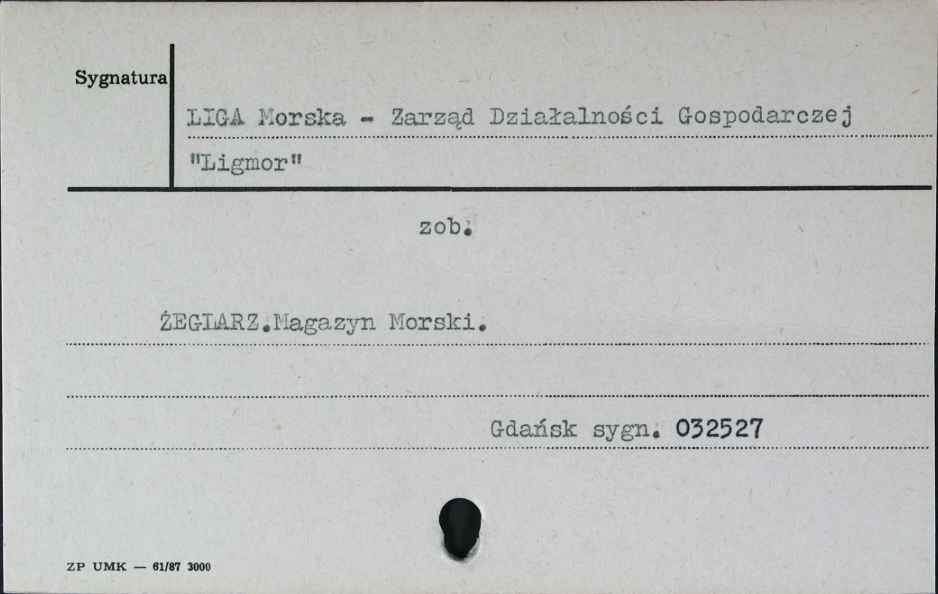 Sygnatura
LIGA Morska - Zarząd Działalności Gospodarczej
"Ligmor"
zob.
ŻEGLARZ.Magazyn Morski.
Gdańsk sygn. 032527
ZP UMK — 61/87 3000